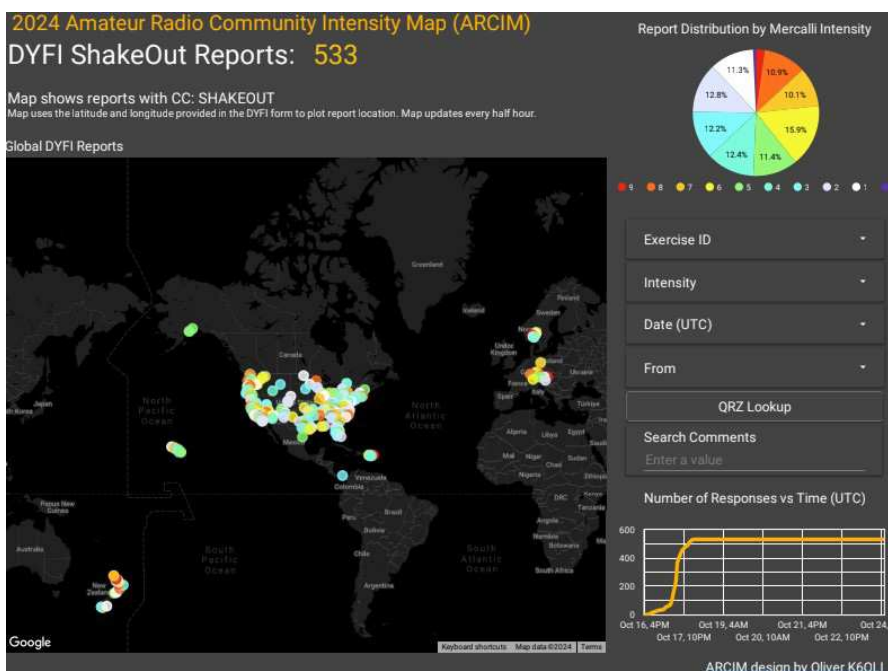 2024 Amateur Radio Community Intensity Map (ARCIM)
DYFI ShakeOut Reports: 533
Map shows reports with CC: SHAKEOUT
Map uses the latitude and longitude provided in the DYFI form to plot report location. Map updates every half hour.
Global DYFI Reports
Greenland
Iceland
Finland
Sweden
United
Kingdom
Ukraine
France
Spain
Italy
Türkiye
Canada
North
Pacific
Ocean
North
Atlantic
Ocean
Japan
th Korea
Algeria Libya Egypt
Mali Niger Sudan
Chad
Nigeria
Ethiopia
Venezuela
Colombia
DRC Kenya
Tanzania
Papua New
Guinea
Peru
Brazil
Bolivia
Angola
Namibia
Botswana
Australia
South
Pacific
Ocean
Chile
South
Atlantic
Ocean
South Africa
Argentina
New
Zealand
Google
Keyboard shortcuts Map data ©2024 Terms
Report Distribution by Mercalli Intensity
11.3%
10.9%
12.8%
10.1%
12.2%
15.9%
12.4%
11.4%
9 8 7 6 5 4 3 2 1
Exercise ID
Intensity
Date (UTC)
From
QRZ Lookup
Search Comments
Enter a value
Number of Responses vs Time (UTC)
600
400
200
0
Oct 16, 4PM Oct 19, 4AM Oct 21, 4PM Oct 24,
Oct 17, 10PM Oct 20, 10AM Oct 22, 10PM
ARCIM design by Oliver K6OLI